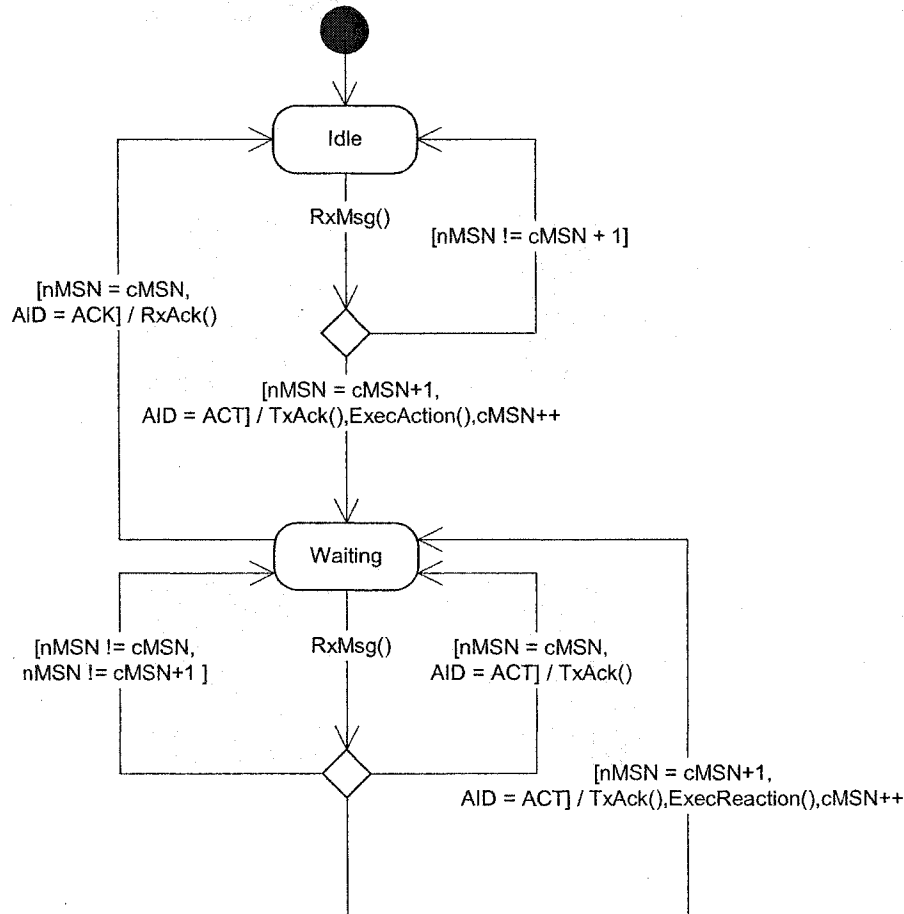 Idle
RxMsg()
[nMSN != cMSN + 1]
[nMSN = cMSN,
AID = ACK] / RxAck()
[nMSN = cMSN+1,
AID = ACT] / TxAck(),ExecAction(),cMSN++
Waiting
[nMSN != cMSN,
nMSN != cMSN+1 ]
RxMsg()
[nMSN = cMSN,
AID = ACT] / TxAck()
[nMSN = cMSN+1,
AID = ACT] / TxAck(),ExecReaction(),cMSN++